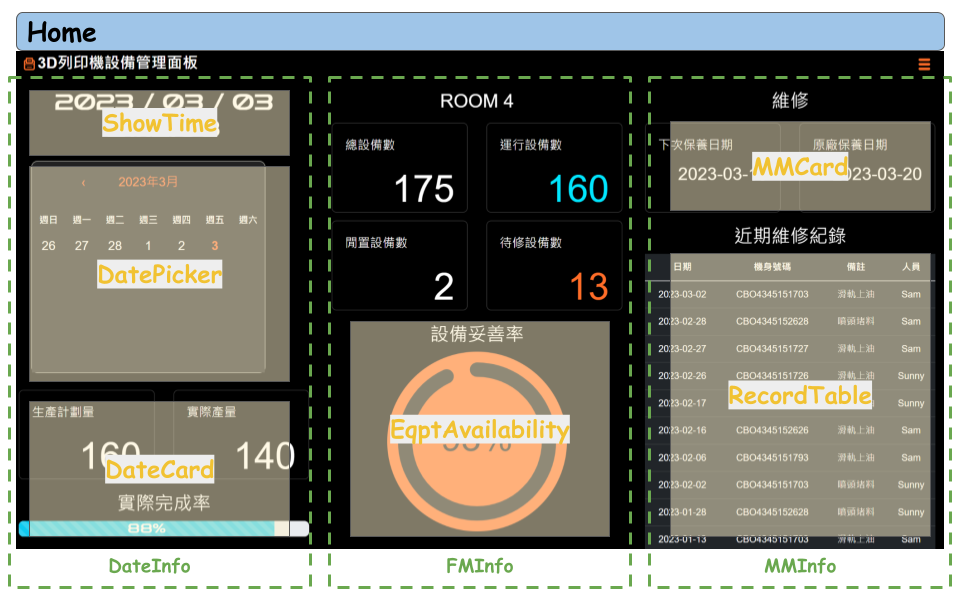 Home
3D列印機設備管理面板
2023 / 03 / 03
ShowTime
‹ 2023年3月
週日 週一 週二 週三 週四 週五 週六
26 27 28 1 2 3
DatePicker
生產計劃量 實際產量
160 140
DateCard
實際完成率
88%
DateInfo
ROOM 4
總設備數 運行設備數
175 160
閒置設備數 待修設備數
2 13
設備妥善率
EqptAvailability
FMInfo
維修
下次保養日期 原廠保養日期
2023-03- 2023-03-20
MMCard
近期維修紀錄
日期 機身號碼 備註 人員
2023-03-02 CBO4345151703 滑軌上油 Sam
2023-02-28 CBO4345152628 噴頭堵料 Sam
2023-02-27 CBO4345151727 滑軌上油 Sam
2023-02-26 CBO4345151726 滑軌上油 Sunny
RecordTable
2023-02-17 Sunny
2023-02-16 CBO4345152626 滑軌上油 Sam
2023-02-06 CBO4345151793 滑軌上油 Sam
2023-02-02 CBO4345151703 噴頭堵料 Sunny
2023-01-28 CBO4345152628 噴頭堵料 Sunny
2023-01-13 CBO4345151703 滑軌上油 Sam
MMInfo